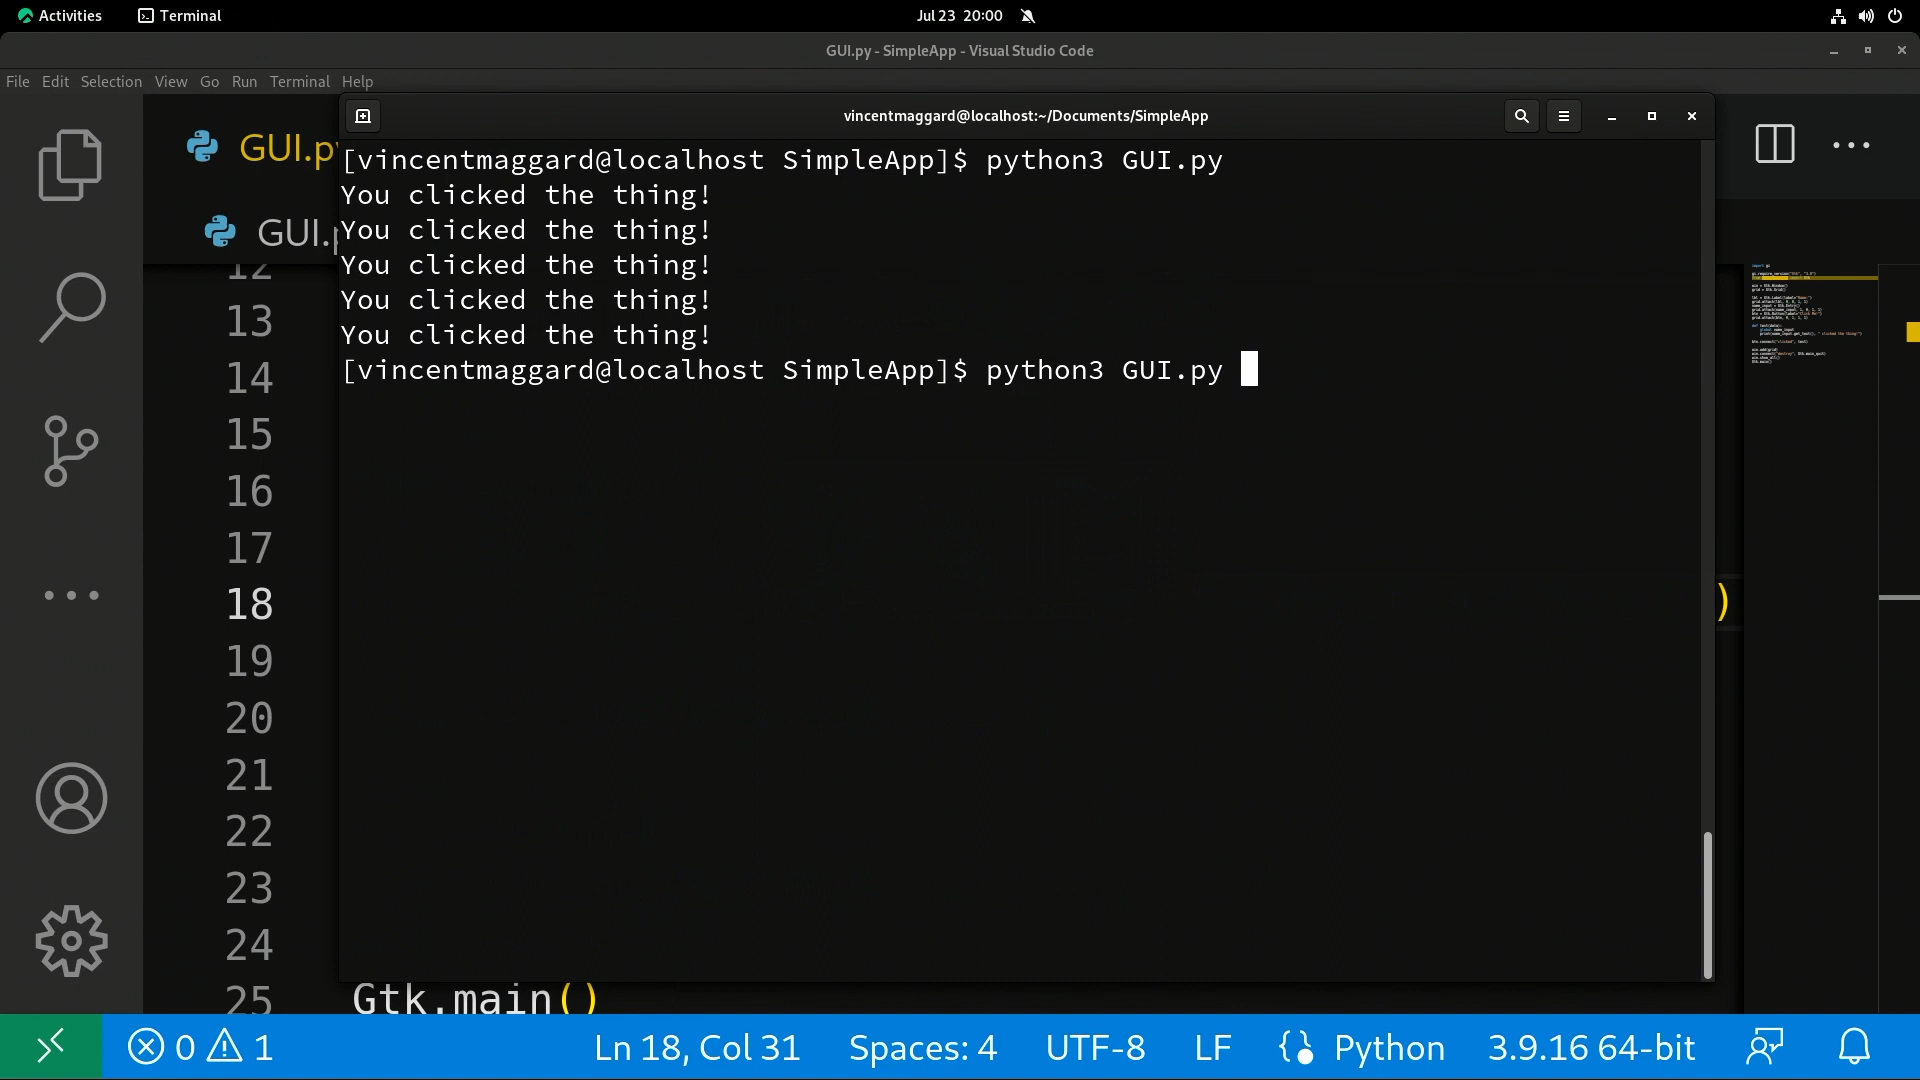 Activities Terminal Jul 23 20:00
GUI.py - SimpleApp - Visual Studio Code
File Edit Selection View Go Run Terminal Help
vincentmaggard@localhost:~/Documents/SimpleApp
GUI.py
GUI.p
[vincentmaggard@localhost SimpleApp]$ python3 GUI.py
You clicked the thing!
You clicked the thing!
You clicked the thing!
You clicked the thing!
You clicked the thing!
[vincentmaggard@localhost SimpleApp]$ python3 GUI.py
12
13
14
15
16
17
18 )
19
20
21
22
23
24
25 Gtk.main()
0 1 Ln 18, Col 31 Spaces: 4 UTF-8 LF Python 3.9.16 64-bit